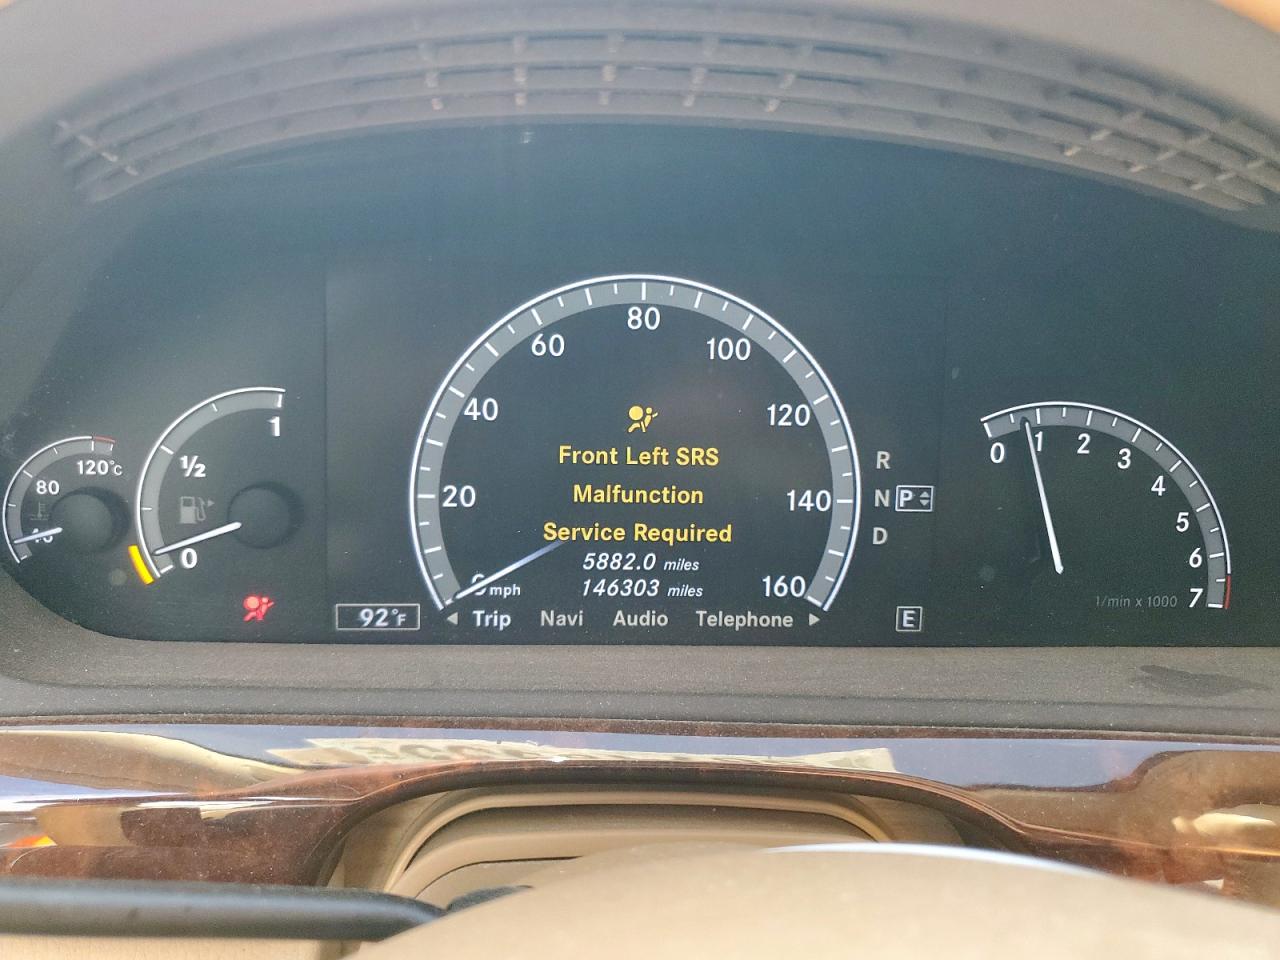 80
60
100
40
120
1
120°C
½
80
20
140
40
0
0 mph
160
Front Left SRS
Malfunction
Service Required
5882.0 miles
146303 miles
92°F
Trip Navi Audio Telephone
R
N P
D
E
0 1 2 3 4 5 6 7
1/min x 1000